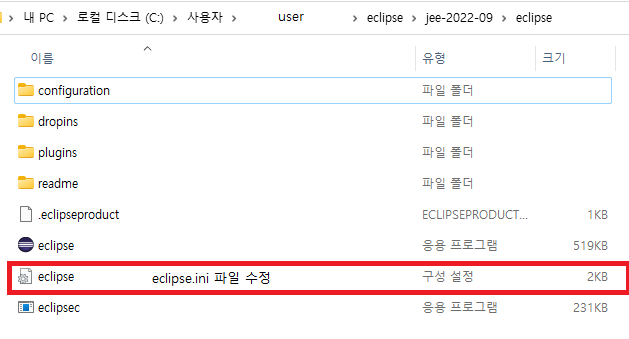 내 PC > 로컬 디스크 (C:) > 사용자 > user > eclipse > jee-2022-09 > eclipse
이름 유형 크기
configuration 파일 폴더
dropins 파일 폴더
plugins 파일 폴더
readme 파일 폴더
.eclipseproduct ECLIPSEPRODUCT... 1KB
eclipse 응용 프로그램 519KB
eclipse eclipse.ini 파일 수정 구성 설정 2KB
eclipsec 응용 프로그램 231KB